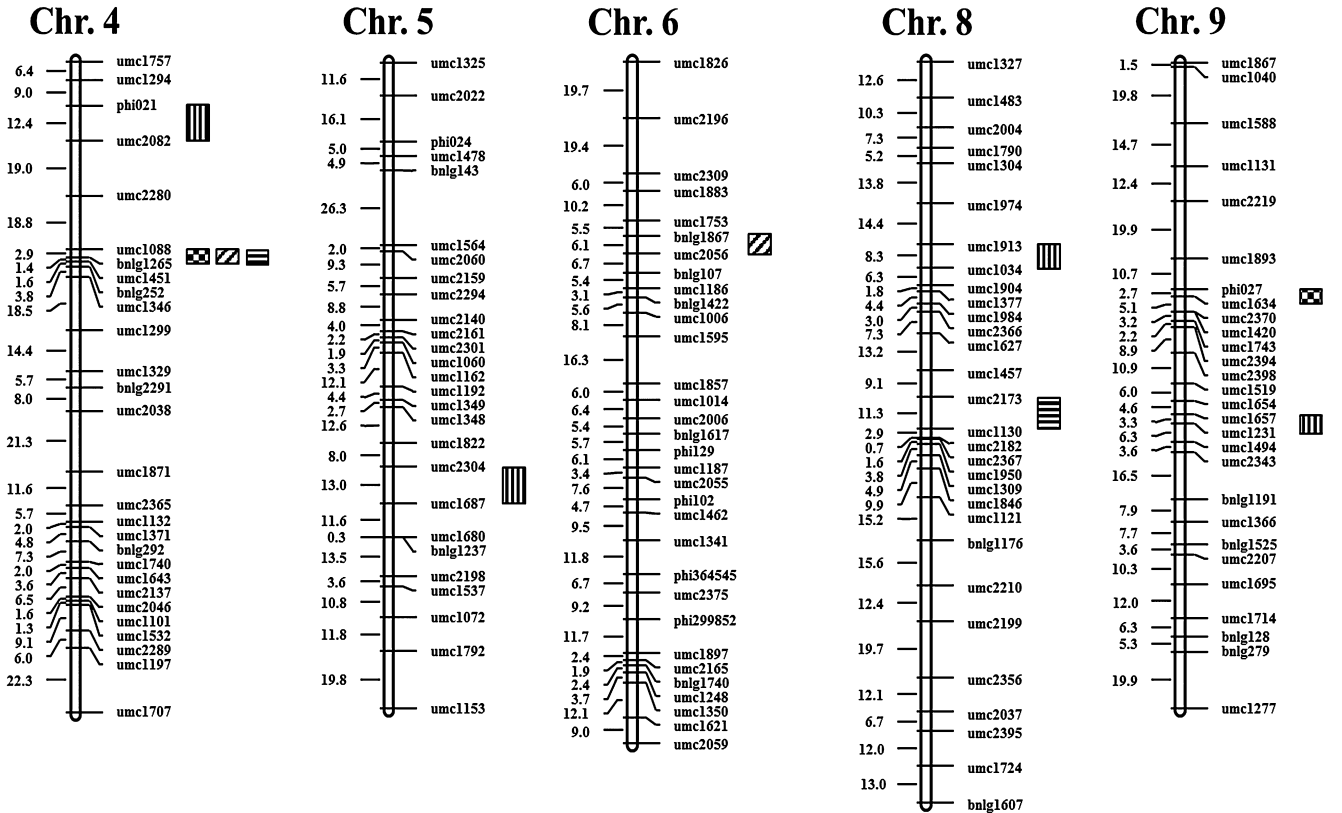 Chr. 4
umc1757
6.4
umc1294
9.0
phi021
12.4
umc2082
19.0
umc2280
18.8
umc1088
2.9
bnlg1265
1.4
umc1451
1.6
bnlg252
3.8
umc1346
18.5
umc1299
14.4
umc1329
5.7
bnlg2291
8.0
umc2038
21.3
umc1871
11.6
umc2365
5.7
umc1132
2.0
umc1371
4.8
bnlg292
7.3
umc1740
2.0
umc1643
3.6
umc2137
6.5
umc2046
1.6
umc1101
1.3
umc1532
9.1
umc2289
6.0
umc1197
22.3
umc1707
Chr. 5
umc1325
11.6
umc2022
16.1
phi024
5.0
umc1478
4.9
bnlg143
26.3
umc1564
2.0
umc2060
9.3
umc2159
5.7
umc2294
8.8
umc2140
4.0
umc2161
2.2
umc2301
1.9
umc1060
3.3
umc1162
12.1
umc1192
4.4
umc1349
2.7
umc1348
12.6
umc1822
8.0
umc2304
13.0
umc1687
11.6
umc1680
0.3
bnlg1237
13.5
umc2198
3.6
umc1537
10.8
umc1072
11.8
umc1792
19.8
umc1153
Chr. 6
umc1826
19.7
umc2196
19.4
umc2309
6.0
umc1883
10.2
umc1753
5.5
bnlg1867
6.1
umc2056
6.7
bnlg107
5.4
umc1186
3.1
bnlg1422
5.6
umc1006
8.1
umc1595
16.3
umc1857
6.0
umc1014
6.4
umc2006
5.4
bnlg1617
5.7
phi129
6.1
umc1187
3.4
umc2055
7.6
phi102
4.7
umc1462
9.5
umc1341
11.8
phi364545
6.7
umc2375
9.2
phi299852
11.7
umc1897
2.4
umc2165
1.9
bnlg1740
2.4
umc1248
3.7
umc1350
12.1
umc1621
9.0
umc2059
Chr. 8
umc1327
12.6
umc1483
10.3
umc2004
7.3
umc1790
5.2
umc1304
13.8
umc1974
14.4
umc1913
8.3
umc1034
6.3
umc1904
1.8
umc1377
4.4
umc1984
3.0
umc2366
7.3
umc1627
13.2
umc1457
9.1
umc2173
11.3
umc1130
2.9
umc2182
0.7
umc2367
1.6
umc1950
3.8
umc1309
4.9
umc1846
9.9
umc1121
15.2
bnlg1176
15.6
umc2210
12.4
umc2199
19.7
umc2356
12.1
umc2037
6.7
umc2395
12.0
umc1724
13.0
bnlg1607
Chr. 9
umc1867
1.5
umc1040
19.8
umc1588
14.7
umc1131
12.4
umc2219
19.9
umc1893
10.7
phi027
2.7
umc1634
5.1
umc2370
3.2
umc1420
2.2
umc1743
8.9
umc2394
10.9
umc2398
6.0
umc1519
4.6
umc1654
3.3
umc1657
6.3
umc1231
3.6
umc1494
16.5
umc2343
bnlg1191
7.9
umc1366
7.7
bnlg1525
3.6
umc2207
10.3
umc1695
12.0
umc1714
6.3
bnlg128
5.3
bnlg279
19.9
umc1277